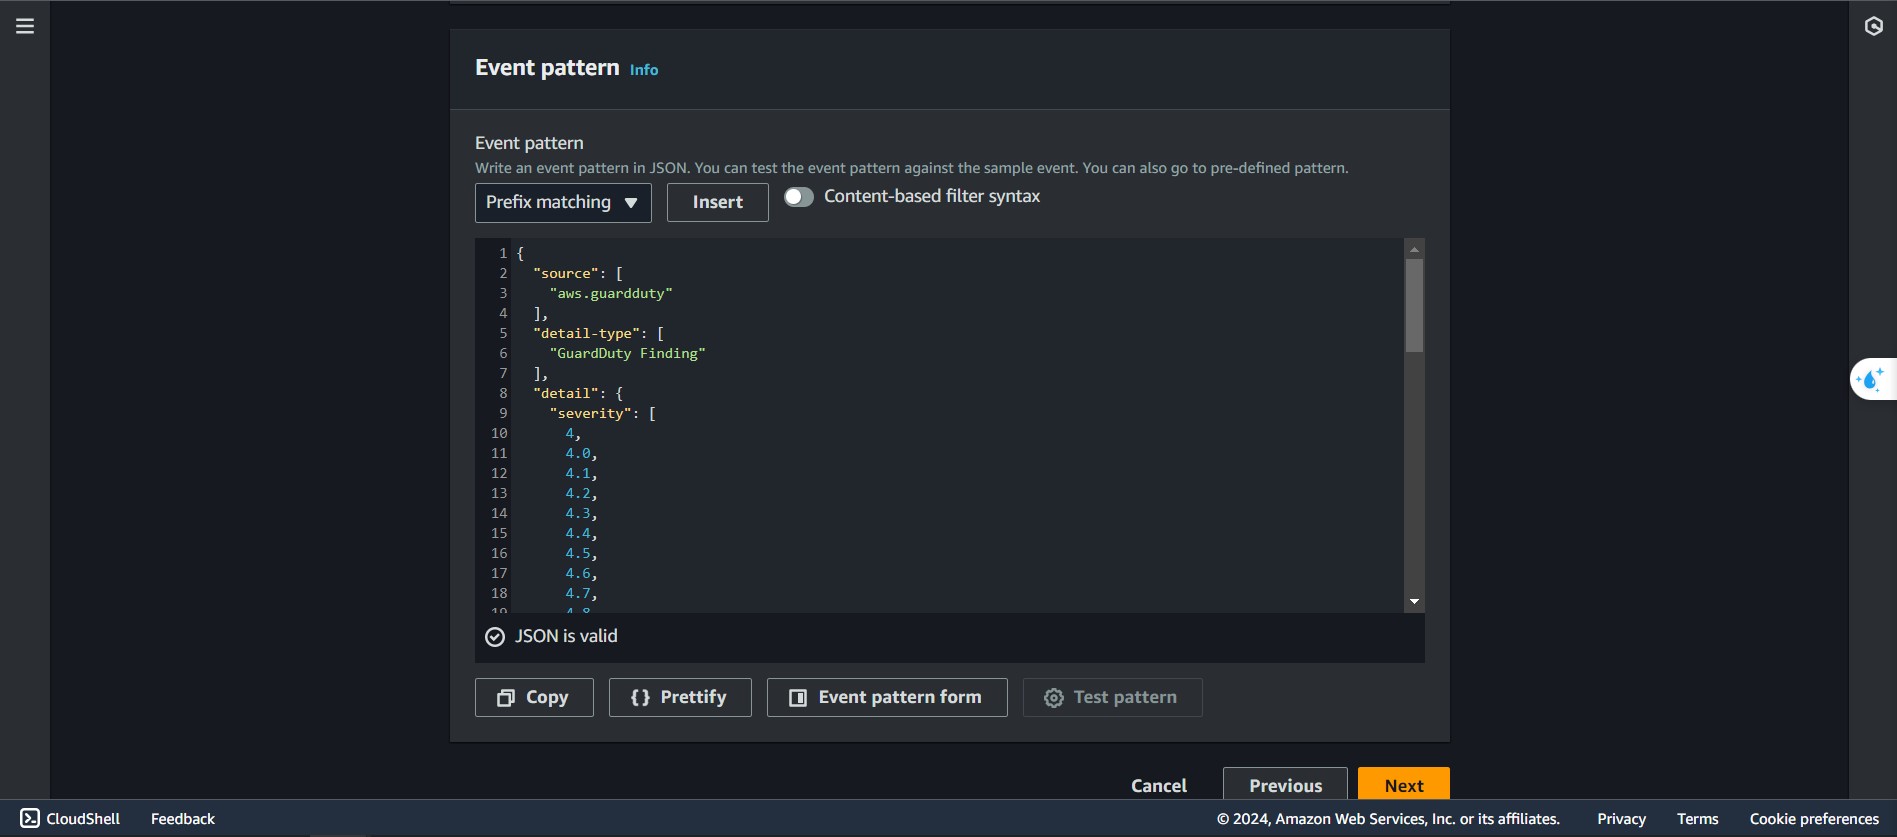 Event pattern Info
Event pattern
Write an event pattern in JSON. You can test the event pattern against the sample event. You can also go to pre-defined pattern.
Prefix matching Insert Content-based filter syntax
1 {
2 "source": [
3 "aws.guardduty"
4 ],
5 "detail-type": [
6 "GuardDuty Finding"
7 ],
8 "detail": {
9 "severity": [
10 4,
11 4.0,
12 4.1,
13 4.2,
14 4.3,
15 4.4,
16 4.5,
17 4.6,
18 4.7,
19 4.8
JSON is valid
Copy {} Prettify Event pattern form Test pattern
Cancel Previous Next
CloudShell Feedback © 2024, Amazon Web Services, Inc. or its affiliates. Privacy Terms Cookie preferences